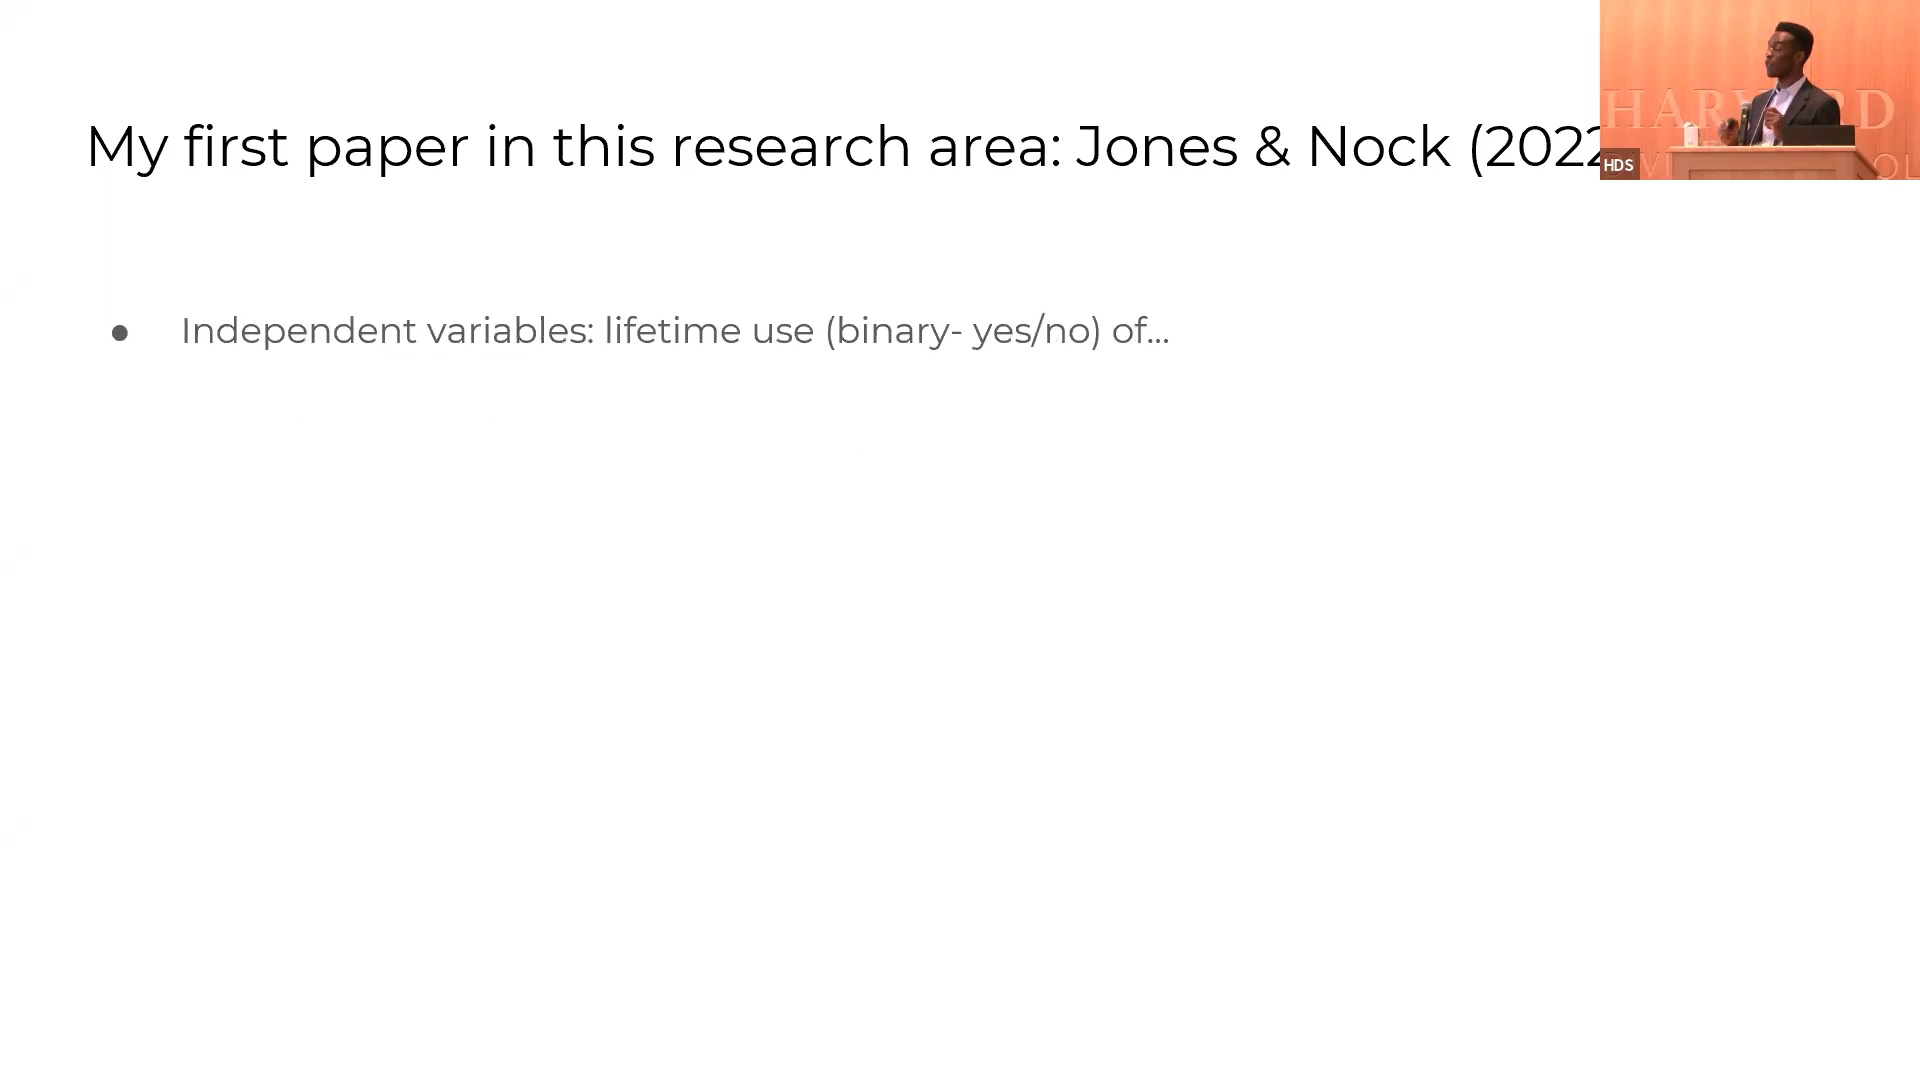 My first paper in this research area: Jones & Nock (2022
HARVARD
HDS
● Independent variables: lifetime use (binary- yes/no) of...